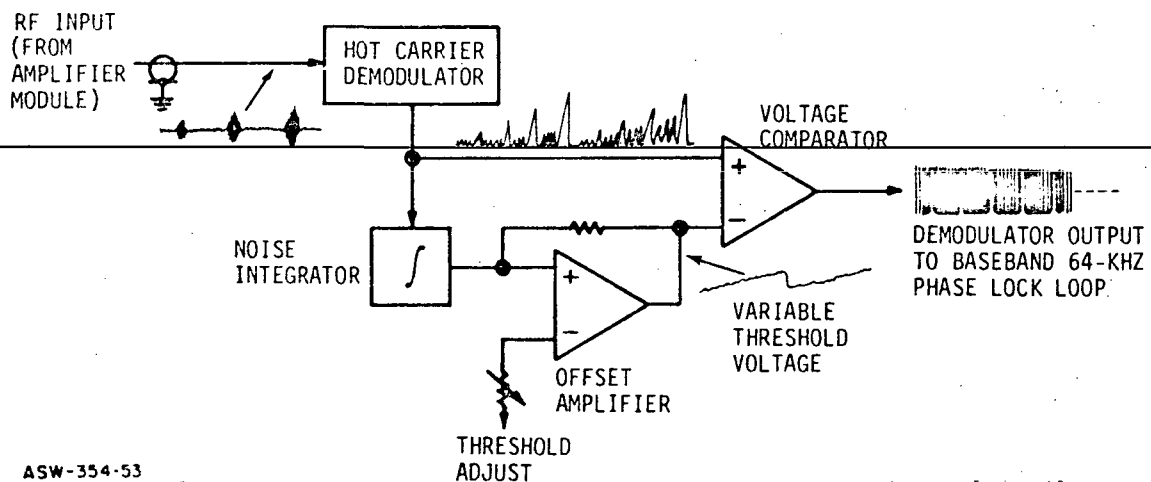 RF INPUT
(FROM
AMPLIFIER
MODULE)
HOT CARRIER
DEMODULATOR
VOLTAGE
COMPARATOR
+
−
NOISE
INTEGRATOR
∫
+
−
OFFSET
AMPLIFIER
THRESHOLD
ADJUST
VARIABLE
THRESHOLD
VOLTAGE
DEMODULATOR OUTPUT
TO BASEBAND 64-KHZ
PHASE LOCK LOOP
ASW-354-53